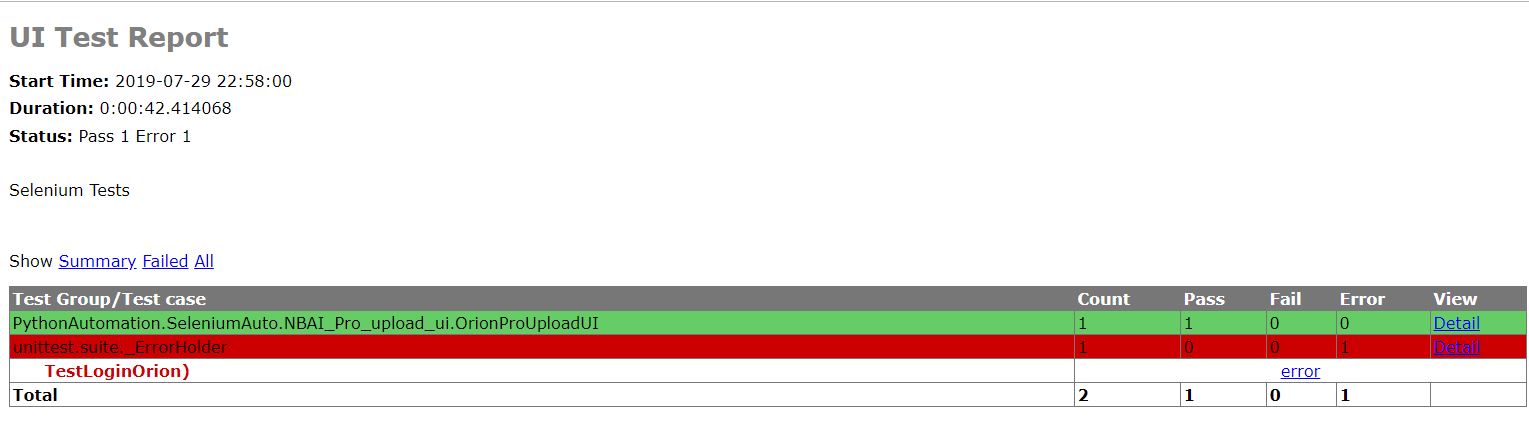 UI Test Report
Start Time: 2019-07-29 22:58:00
Duration: 0:00:42.414068
Status: Pass 1 Error 1
Selenium Tests
Show Summary Failed All
Test Group/Test case Count Pass Fail Error View
PythonAutomation.SeleniumAuto.NBAI_Pro_upload_ui.OrionProUploadUI 1 1 0 0 Detail
unittest.suite._ErrorHolder 1 0 0 1 Detail
TestLoginOrion) error
Total 2 1 0 1